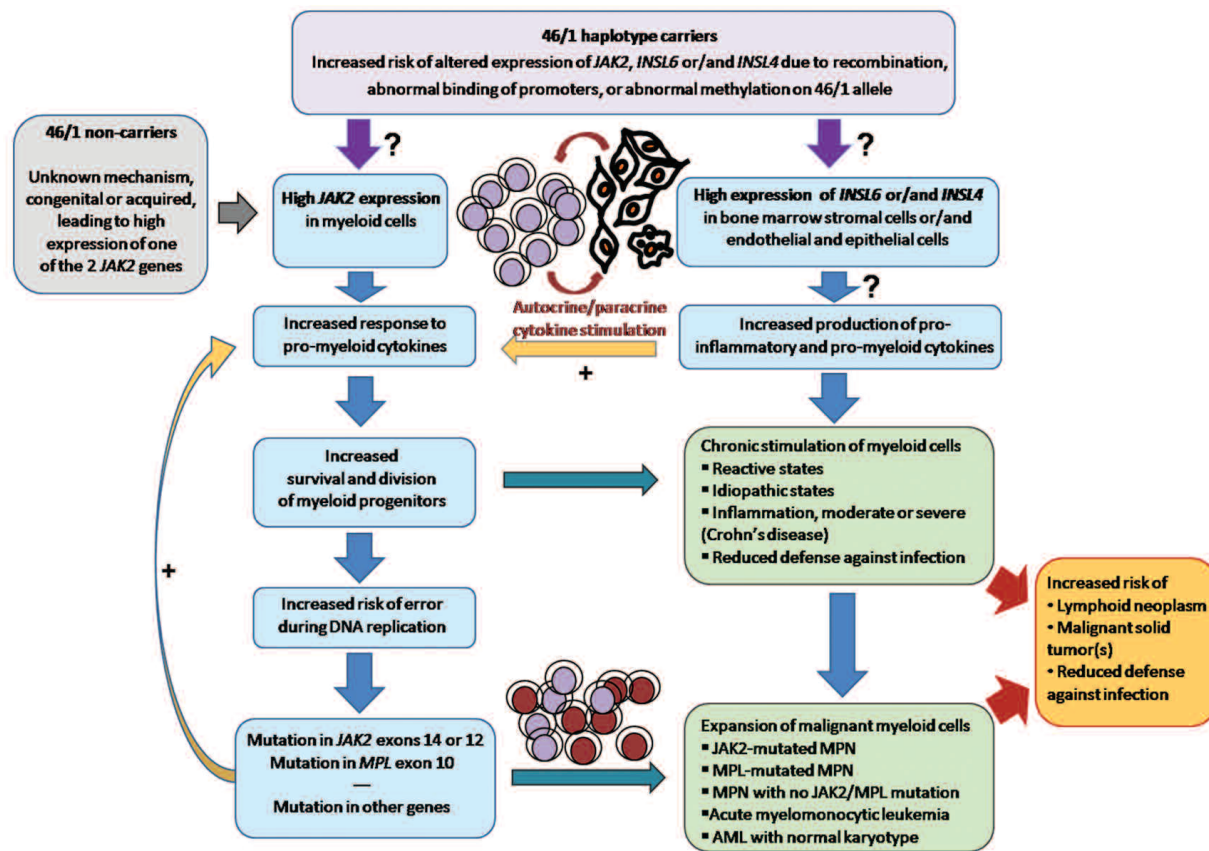 46/1 haplotype carriers
Increased risk of altered expression of JAK2, INSL6 or/and INSL4 due to recombination,
abnormal binding of promoters, or abnormal methylation on 46/1 allele
46/1 non-carriers
Unknown mechanism,
congenital or acquired,
leading to high
expression of one
of the 2 JAK2 genes
?
?
High JAK2 expression
in myeloid cells
High expression of INSL6 or/and INSL4
in bone marrow stromal cells or/and
endothelial and epithelial cells
?
Autocrine/paracrine
cytokine stimulation
Increased response to
pro-myeloid cytokines
+
Increased production of pro-
inflammatory and pro-myeloid cytokines
Increased
survival and division
of myeloid progenitors
Chronic stimulation of myeloid cells
▪ Reactive states
▪ Idiopathic states
▪ Inflammation, moderate or severe
(Crohn's disease)
▪ Reduced defense against infection
+
Increased risk of error
during DNA replication
Increased risk of
• Lymphoid neoplasm
• Malignant solid
tumor(s)
• Reduced defense
against infection
Mutation in JAK2 exons 14 or 12
Mutation in MPL exon 10
—
Mutation in other genes
Expansion of malignant myeloid cells
▪ JAK2-mutated MPN
▪ MPL-mutated MPN
▪ MPN with no JAK2/MPL mutation
▪Acute myelomonocytic leukemia
▪ AML with normal karyotype